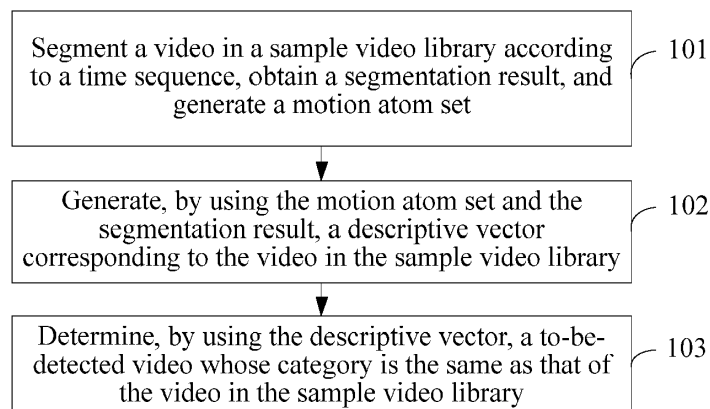 Segment a video in a sample video library according
to a time sequence, obtain a segmentation result, and
generate a motion atom set
101
Generate, by using the motion atom set and the
segmentation result, a descriptive vector
corresponding to the video in the sample video library
102
Determine, by using the descriptive vector, a to-be-
detected video whose category is the same as that of
the video in the sample video library
103